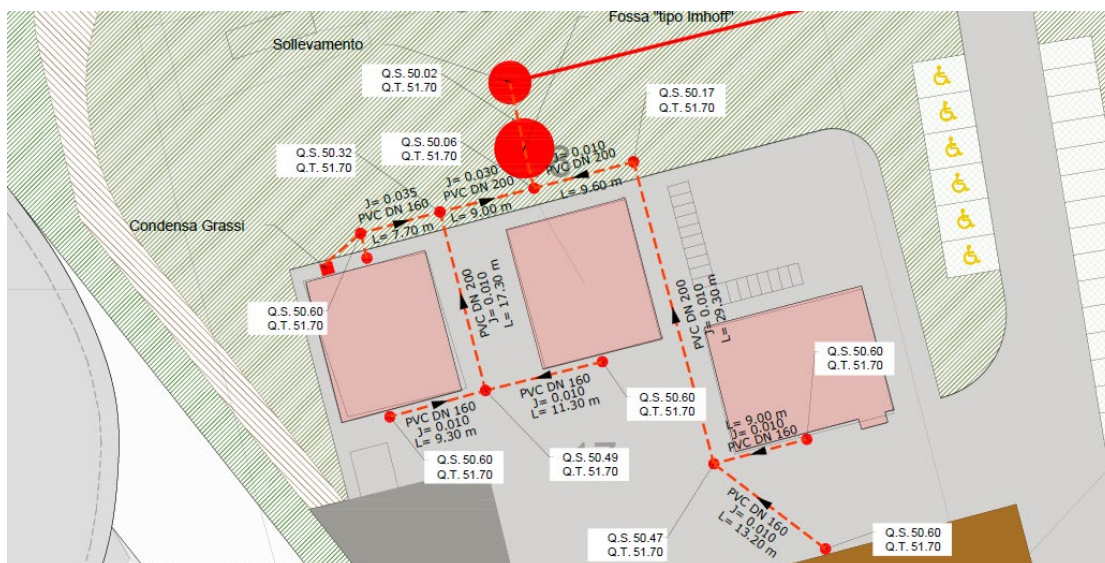 Fossa "tipo Imhoff"
Sollevamento
Q.S. 50.02
Q.T. 51.70
Q.S. 50.17
Q.T. 51.70
Q.S. 50.06
Q.T. 51.70
Q.S. 50.32
Q.T. 51.70
J= 0.010
PVC DN 200
L= 9.60 m
J= 0.030
PVC DN 200
L= 9.00 m
J= 0.035
PVC DN 160
L= 7.70 m
Condensa Grassi
Q.S. 50.60
Q.T. 51.70
PVC DN 200
J= 0.010
L= 17.30 m
PVC DN 200
J= 0.010
L= 29.30 m
Q.S. 50.60
Q.T. 51.70
PVC DN 160
J= 0.010
L= 11.30 m
Q.S. 50.60
Q.T. 51.70
PVC DN 160
J= 0.010
L= 9.30 m
L= 9.00 m
J= 0.010
PVC DN 160
Q.S. 50.60
Q.T. 51.70
Q.S. 50.49
Q.T. 51.70
PVC DN 160
J= 0.010
L= 13.20 m
Q.S. 50.47
Q.T. 51.70
Q.S. 50.60
Q.T. 51.70